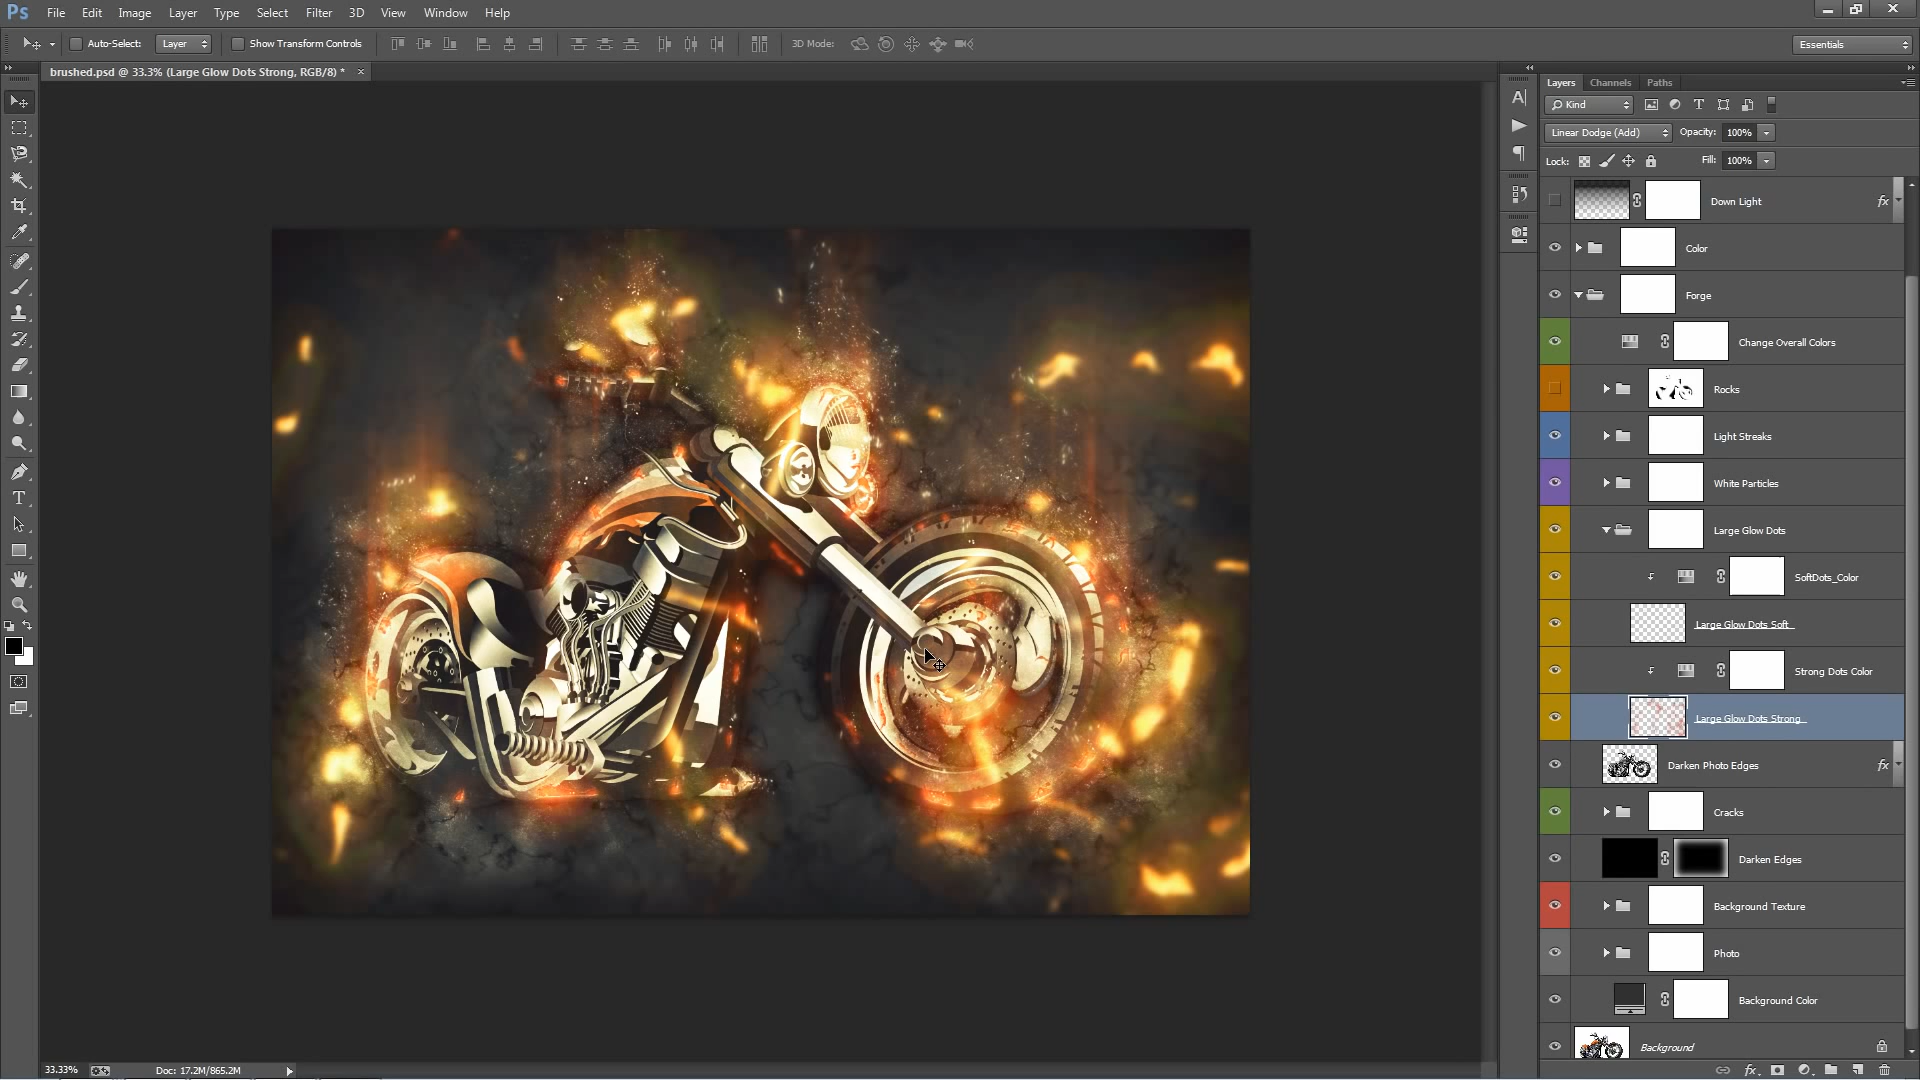 Ps File Edit Image Layer Type Select Filter 3D View Window Help
Auto-Select: Layer Show Transform Controls 3D Mode: Essentials
brushed.psd @ 33.3% (Large Glow Dots Strong, RGB/8) * ×
Layers Channels Paths
Kind
Linear Dodge (Add) Opacity: 100%
Lock: Fill: 100%
Down Light fx
Color
Forge
Change Overall Colors
Rocks
Light Streaks
White Particles
Large Glow Dots
SoftDots_Color
Large Glow Dots Soft
Strong Dots Color
Large Glow Dots Strong
Darken Photo Edges fx
Cracks
Darken Edges
Background Texture
Photo
Background Color
Background
33.33% Doc: 17.2M/865.2M fx